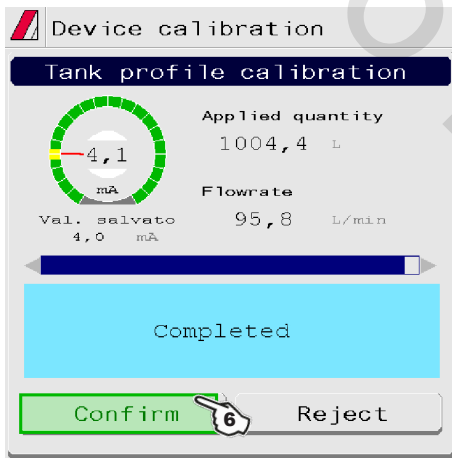 Device calibration
Tank profile calibration
Applied quantity
1004,4 L
4,1
mA
Flowrate
95,8 L/min
Val. salvato
4,0 mA
Completed
Confirm
6
Reject